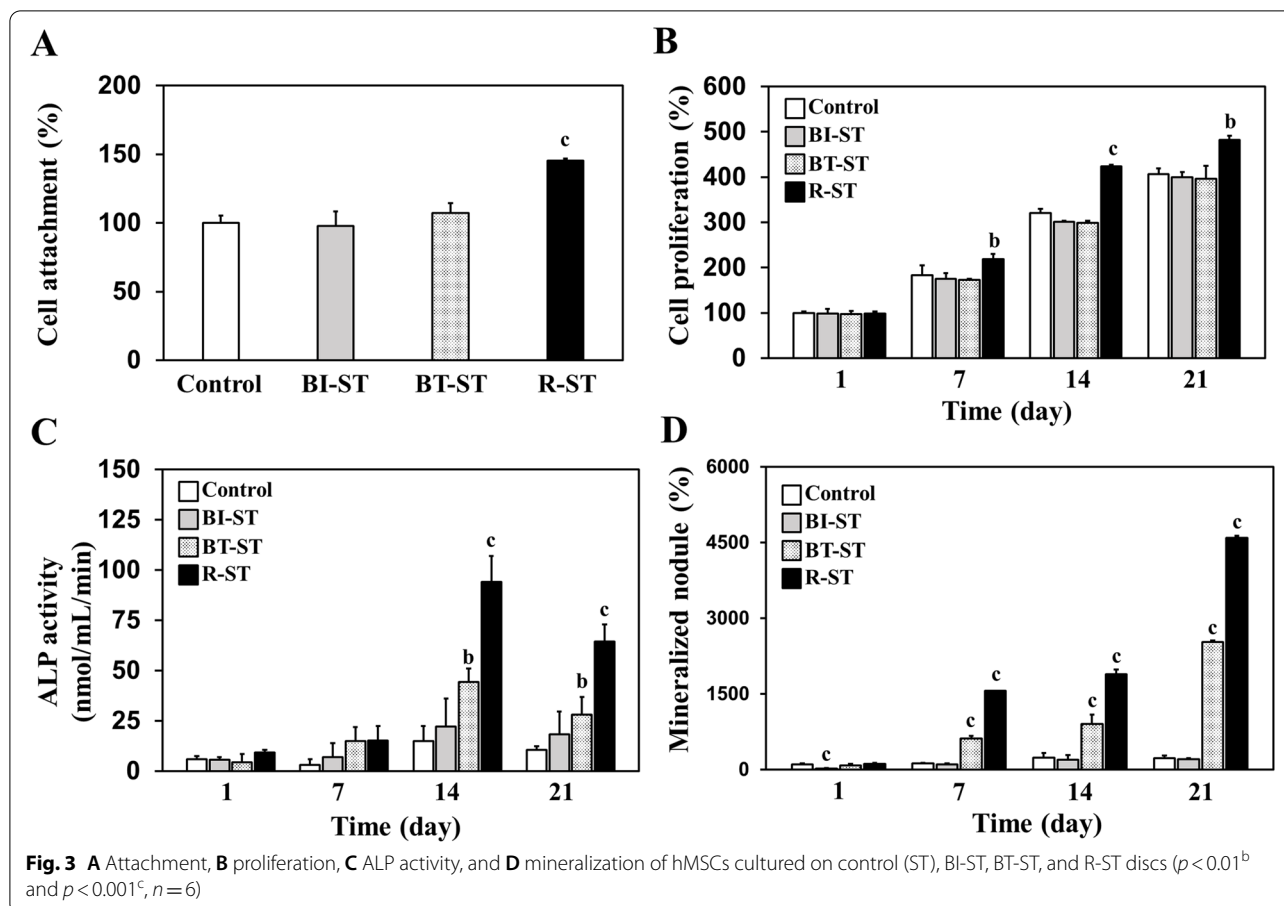 A
Cell attachment (%)
200
150
100
50
0
c
Control BI-ST BT-ST R-ST
B
Cell proliferation (%)
600
500
400
300
200
100
0
Control
BI-ST
BT-ST
R-ST
b
c
b
1 7 14 21
Time (day)
C
ALP activity
(nmol/mL/min)
150
125
100
75
50
25
0
Control
BI-ST
BT-ST
R-ST
b
c
b
c
1 7 14 21
Time (day)
D
Mineralized nodule (%)
6000
4500
3000
1500
0
Control
BI-ST
BT-ST
R-ST
c
c
c
c
c
c
c
1 7 14 21
Time (day)
Fig. 3 A Attachment, B proliferation, C ALP activity, and D mineralization of hMSCs cultured on control (ST), BI-ST, BT-ST, and R-ST discs (p < 0.01ᵇ
and p < 0.001ᶜ, n = 6)